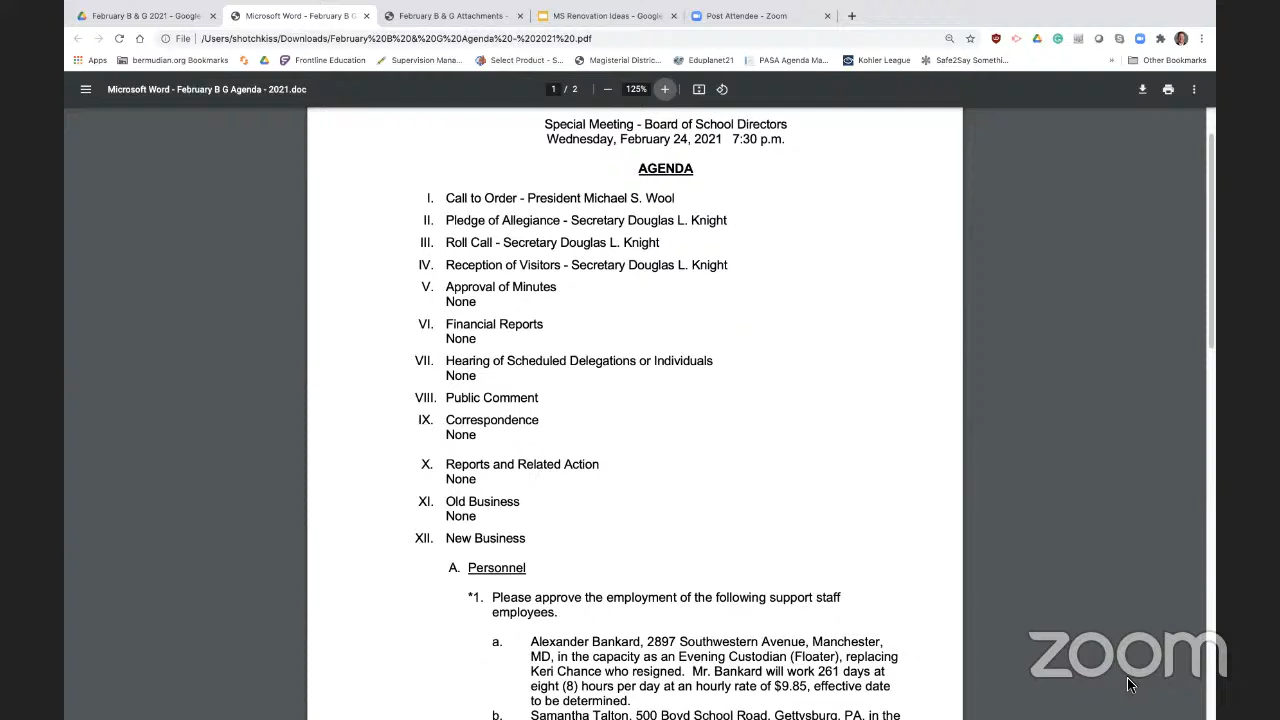 February B & G 2021 - Google
Microsoft Word - February B G
February B & G Attachments -
MS Renovation Ideas - Google
Post Attendee - Zoom
File | /Users/shotchkiss/Downloads/February%20B%20&%20G%20Agenda%20-%202021%20.pdf
Apps
bermudian.org Bookmarks
Frontline Education
Supervision Mana...
Select Product - S...
Magisterial Distric...
Eduplanet21
PASA Agenda Ma...
Kohler League
Safe2Say Somethi...
»
Other Bookmarks
Microsoft Word - February B G Agenda - 2021.doc
1 / 2
125%
Special Meeting - Board of School Directors
Wednesday, February 24, 2021 7:30 p.m.
AGENDA
I. Call to Order - President Michael S. Wool
II. Pledge of Allegiance - Secretary Douglas L. Knight
III. Roll Call - Secretary Douglas L. Knight
IV. Reception of Visitors - Secretary Douglas L. Knight
V. Approval of Minutes
None
VI. Financial Reports
None
VII. Hearing of Scheduled Delegations or Individuals
None
VIII. Public Comment
IX. Correspondence
None
X. Reports and Related Action
None
XI. Old Business
None
XII. New Business
A. Personnel
*1. Please approve the employment of the following support staff
employees.
a. Alexander Bankard, 2897 Southwestern Avenue, Manchester,
MD, in the capacity as an Evening Custodian (Floater), replacing
Keri Chance who resigned. Mr. Bankard will work 261 days at
eight (8) hours per day at an hourly rate of $9.85, effective date
to be determined.
b. Samantha Talton, 500 Boyd School Road, Gettysburg, PA, in the
zoom